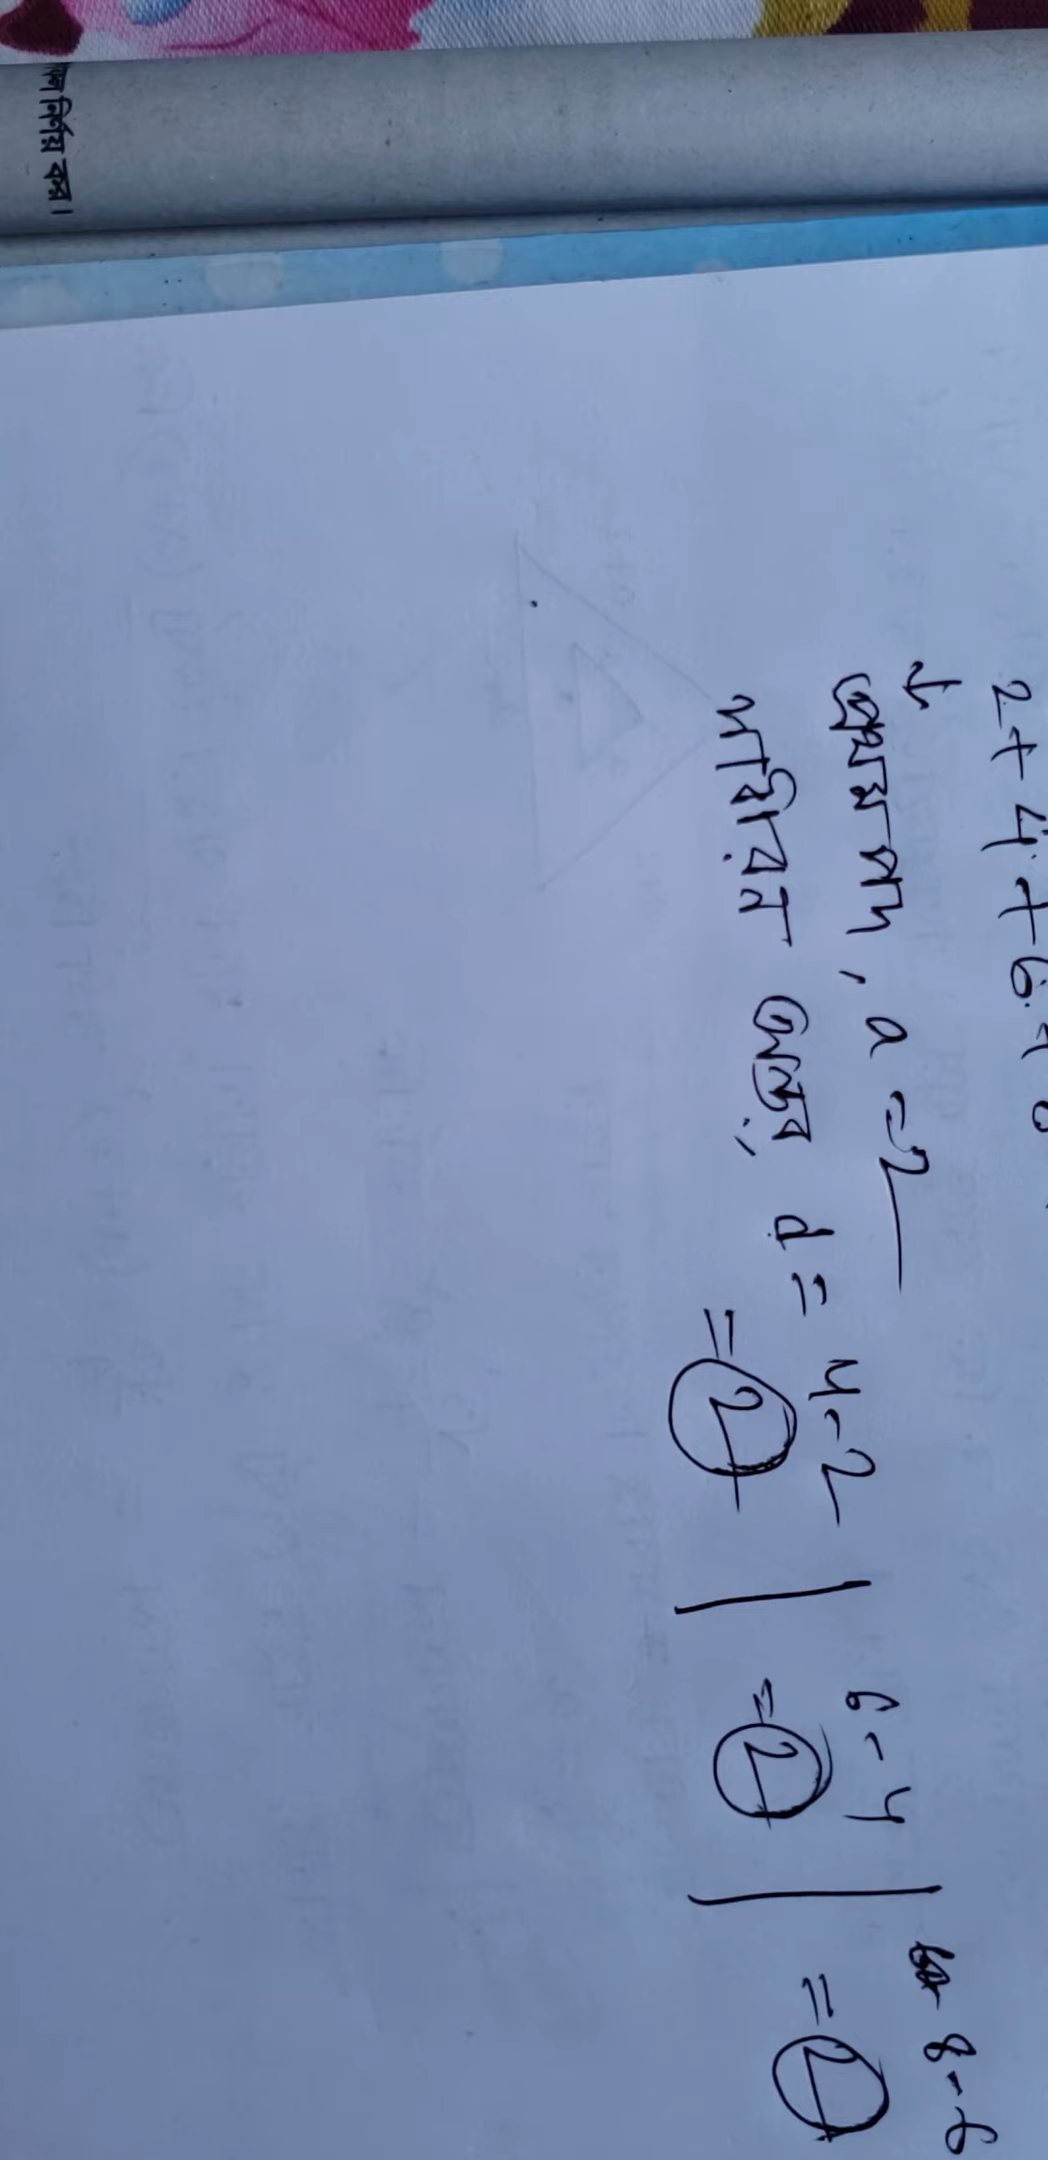 2 + 4 + 6 + 8
↓
প্রথম পদ, a = 2
সাধারণ অন্তর, d = 4 - 2 | 6 - 4 | 8 - 6
= 2 | = 2 | = 2
নির্ণয় কর।